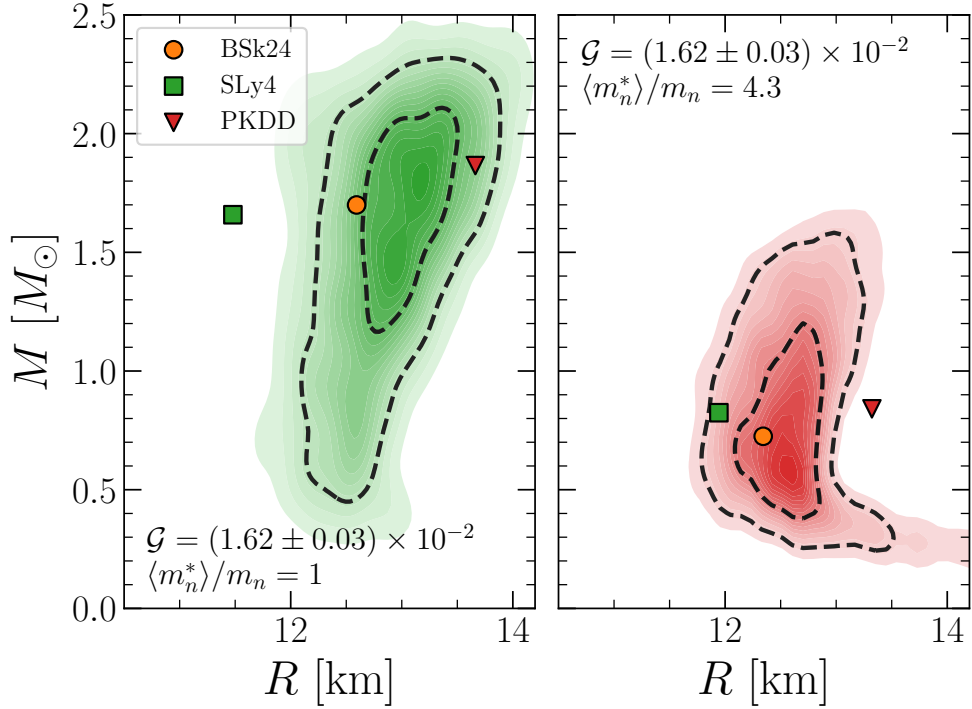 BSk24
SLy4
PKDD
𝒢 = (1.62 ± 0.03) × 10⁻²
⟨m*ₙ⟩/mₙ = 1
𝒢 = (1.62 ± 0.03) × 10⁻²
⟨m*ₙ⟩/mₙ = 4.3
2.5
2.0
1.5
1.0
0.5
0.0
M [M⊙]
12 14 12 14
R [km] R [km]